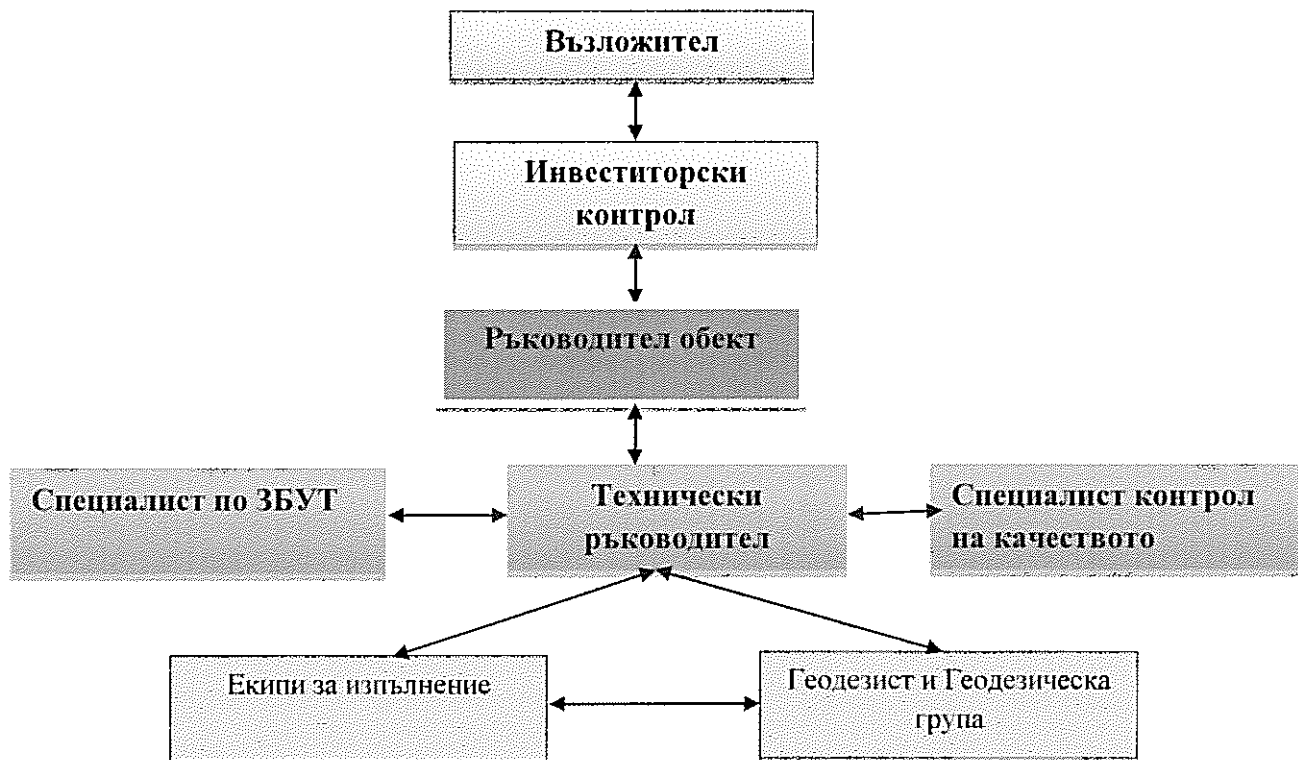 Възложител
Инвеститорски
контрол
Ръководител обект
Специалист по ЗБУТ
Технически
ръководител
Специалист контрол
на качеството
Екипи за изпълнение
Геодезист и Геодезическа
група